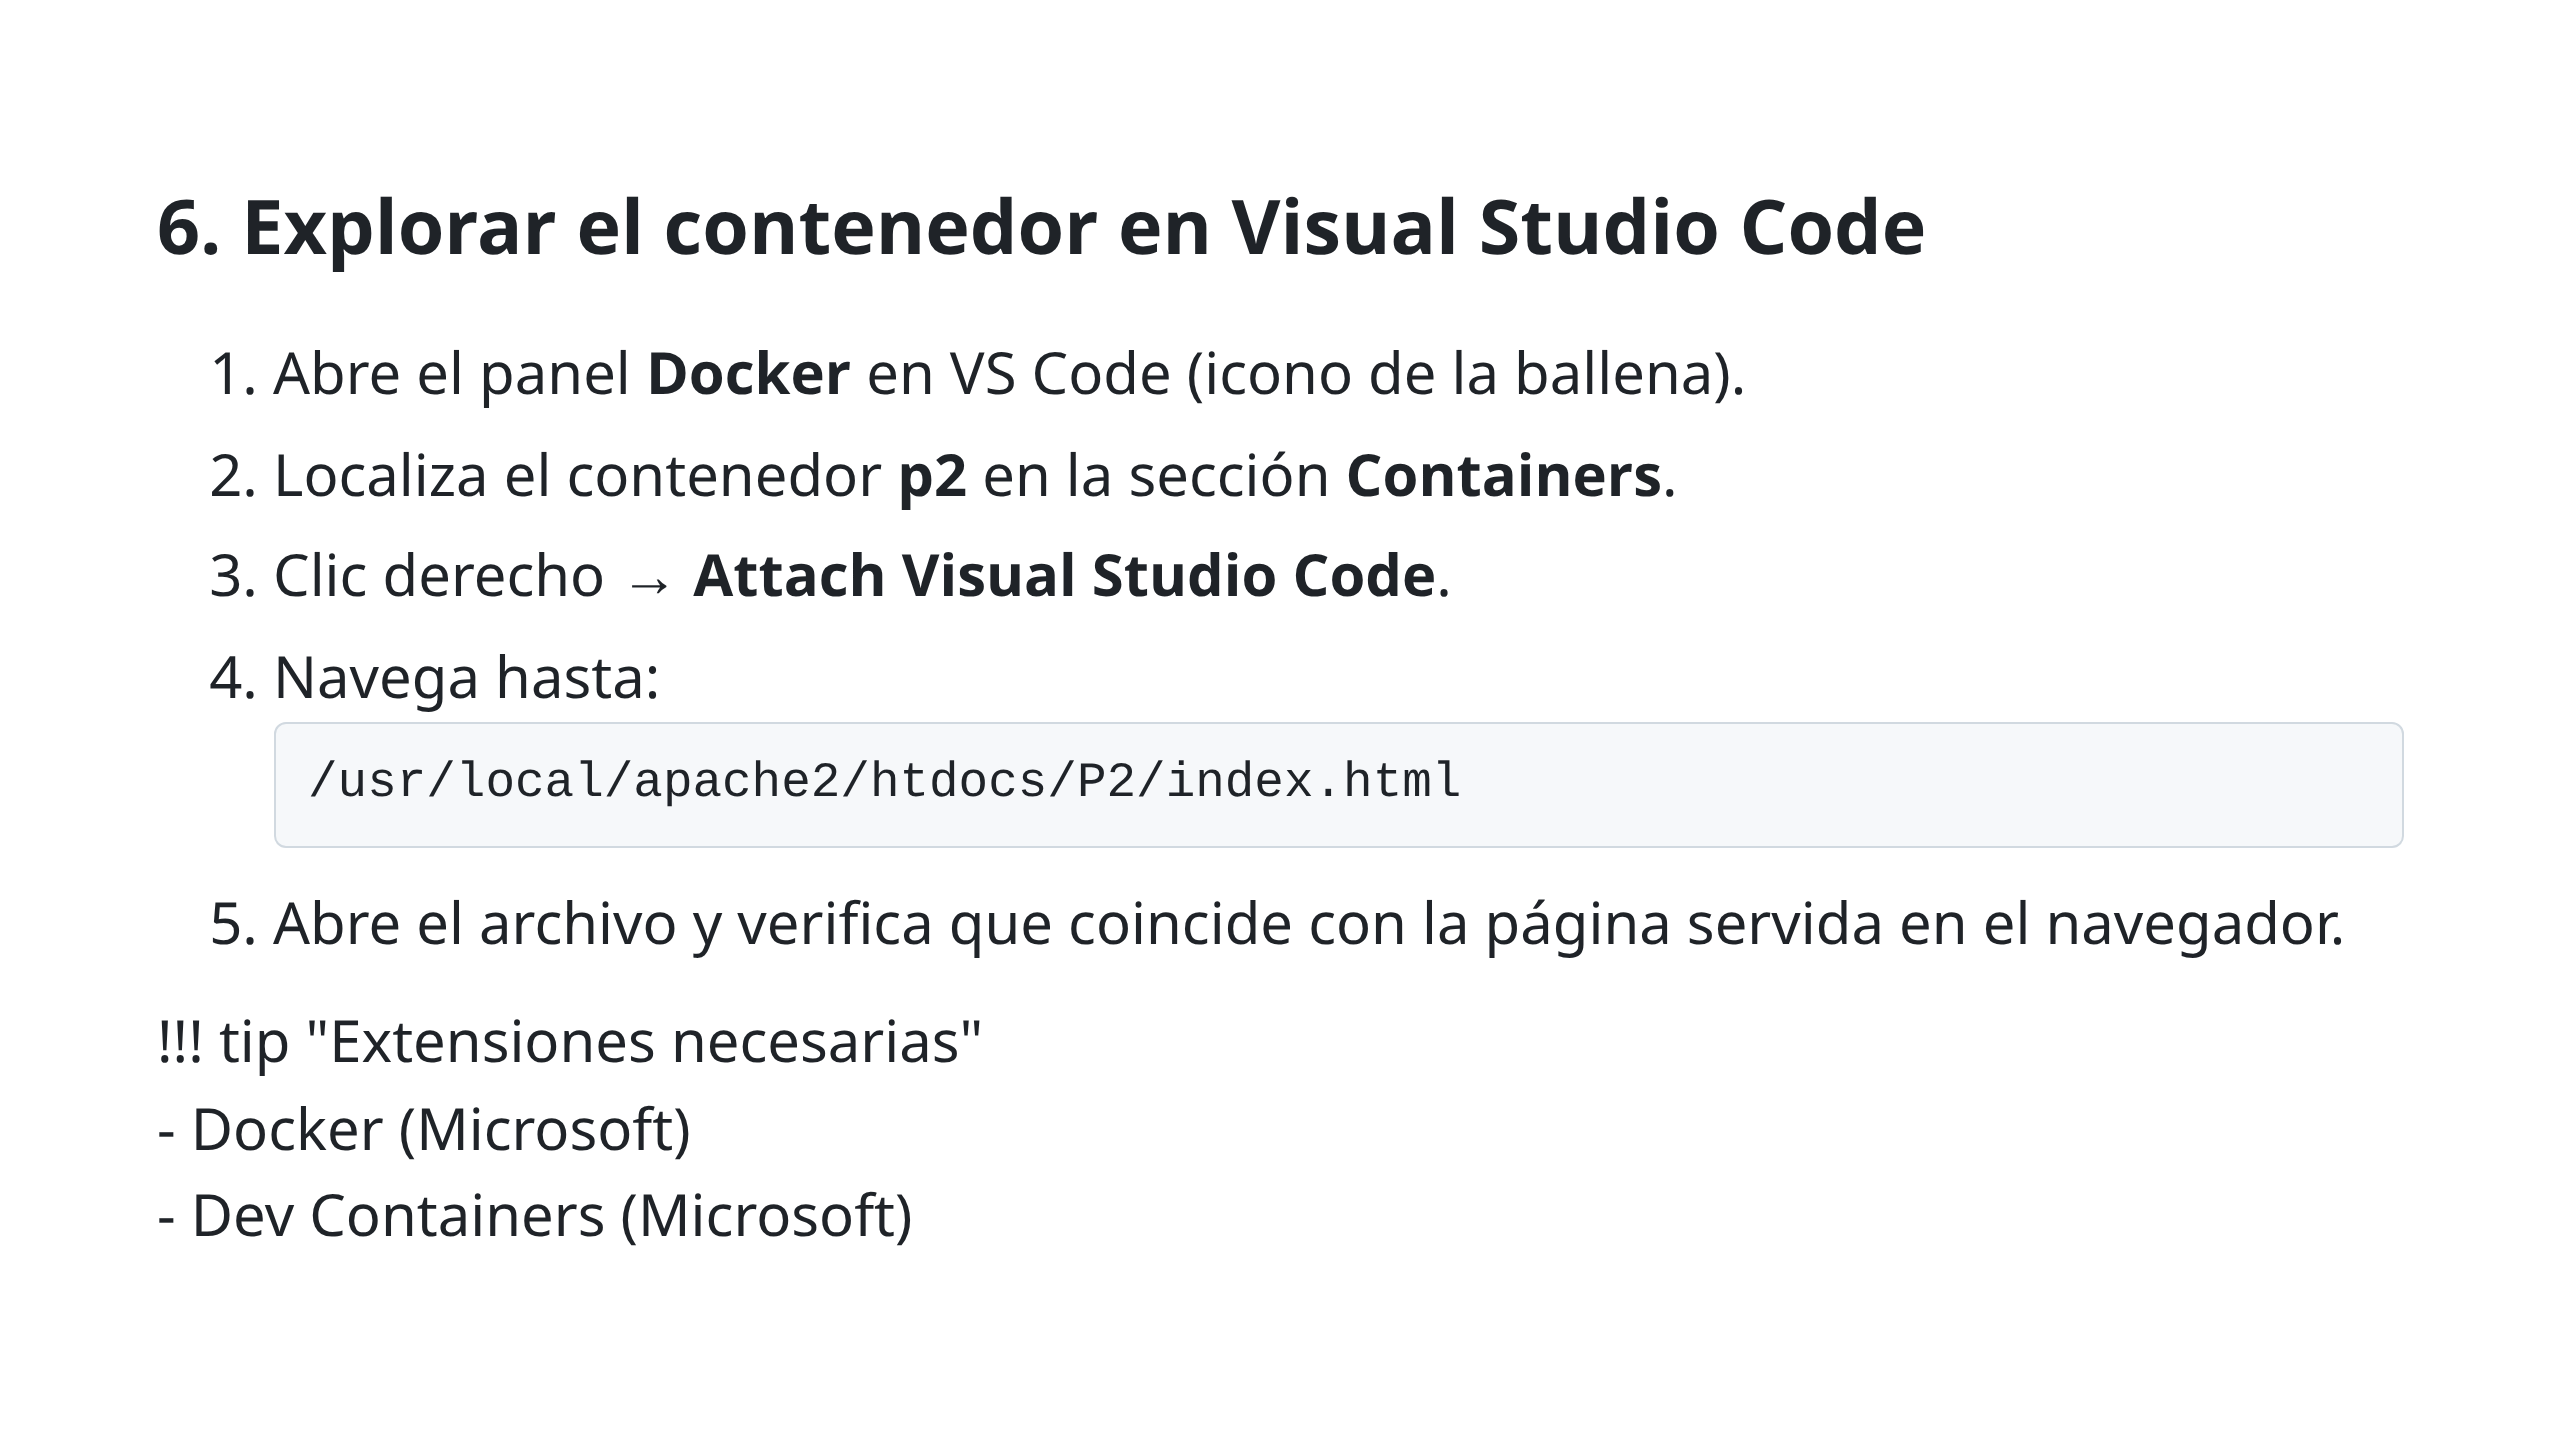 6. Explorar el contenedor en Visual Studio Code
1. Abre el panel Docker en VS Code (icono de la ballena).
2. Localiza el contenedor p2 en la sección Containers.
3. Clic derecho → Attach Visual Studio Code.
4. Navega hasta:
/usr/local/apache2/htdocs/P2/index.html
5. Abre el archivo y verifica que coincide con la página servida en el navegador.
!!! tip "Extensiones necesarias"
- Docker (Microsoft)
- Dev Containers (Microsoft)